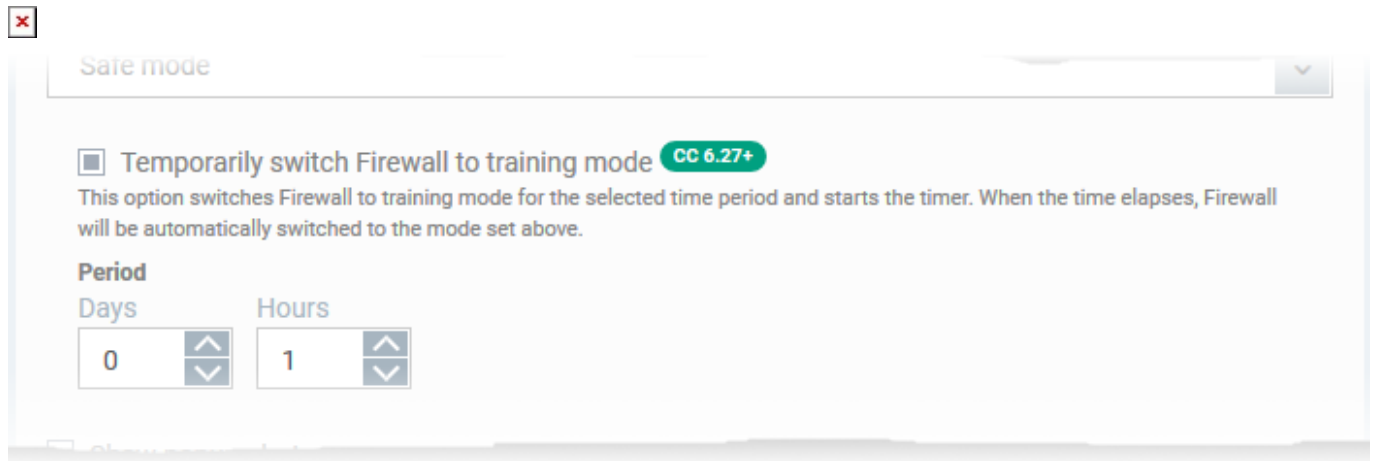 Safe mode
Temporarily switch Firewall to training mode CC 6.27+
This option switches Firewall to training mode for the selected time period and starts the timer. When the time elapses, Firewall
will be automatically switched to the mode set above.
Period
Days Hours
0 1